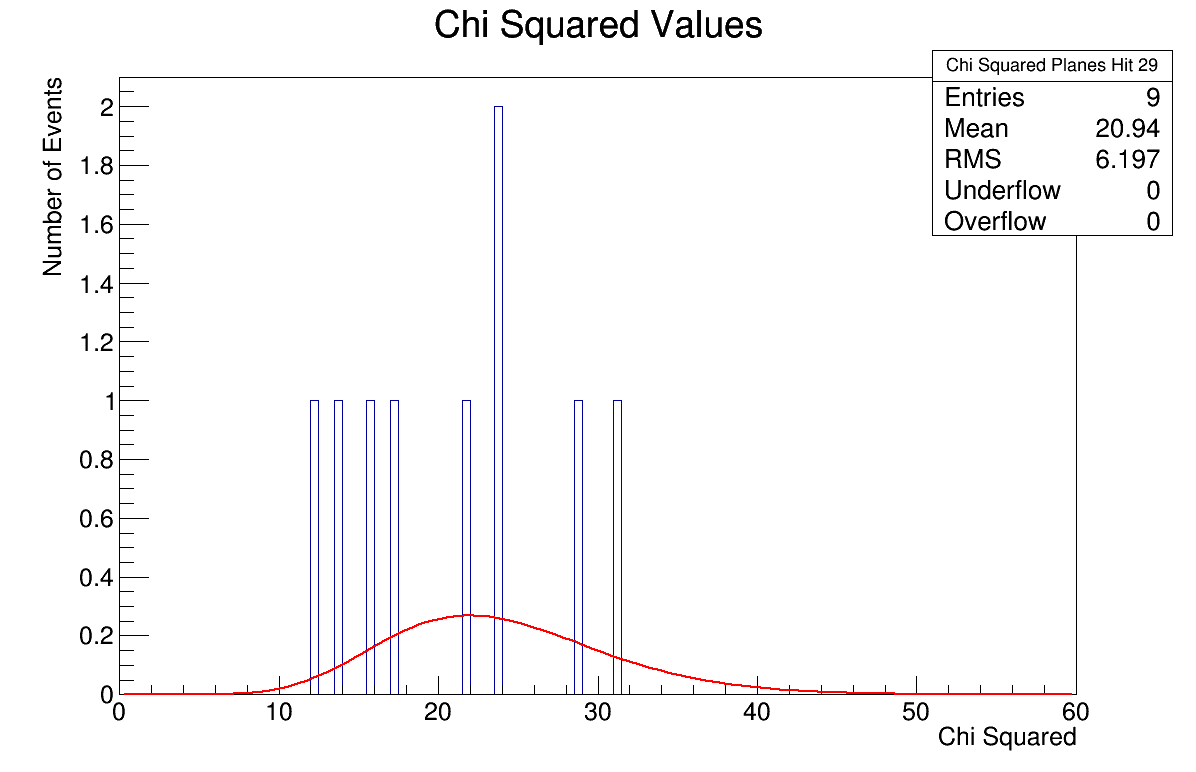 Chi Squared Values
Chi Squared Planes Hit 29
Entries 9
Mean 20.94
RMS 6.197
Underflow 0
Overflow 0
Number of Events
2
1.8
1.6
1.4
1.2
1
0.8
0.6
0.4
0.2
0
0 10 20 30 40 50 60
Chi Squared